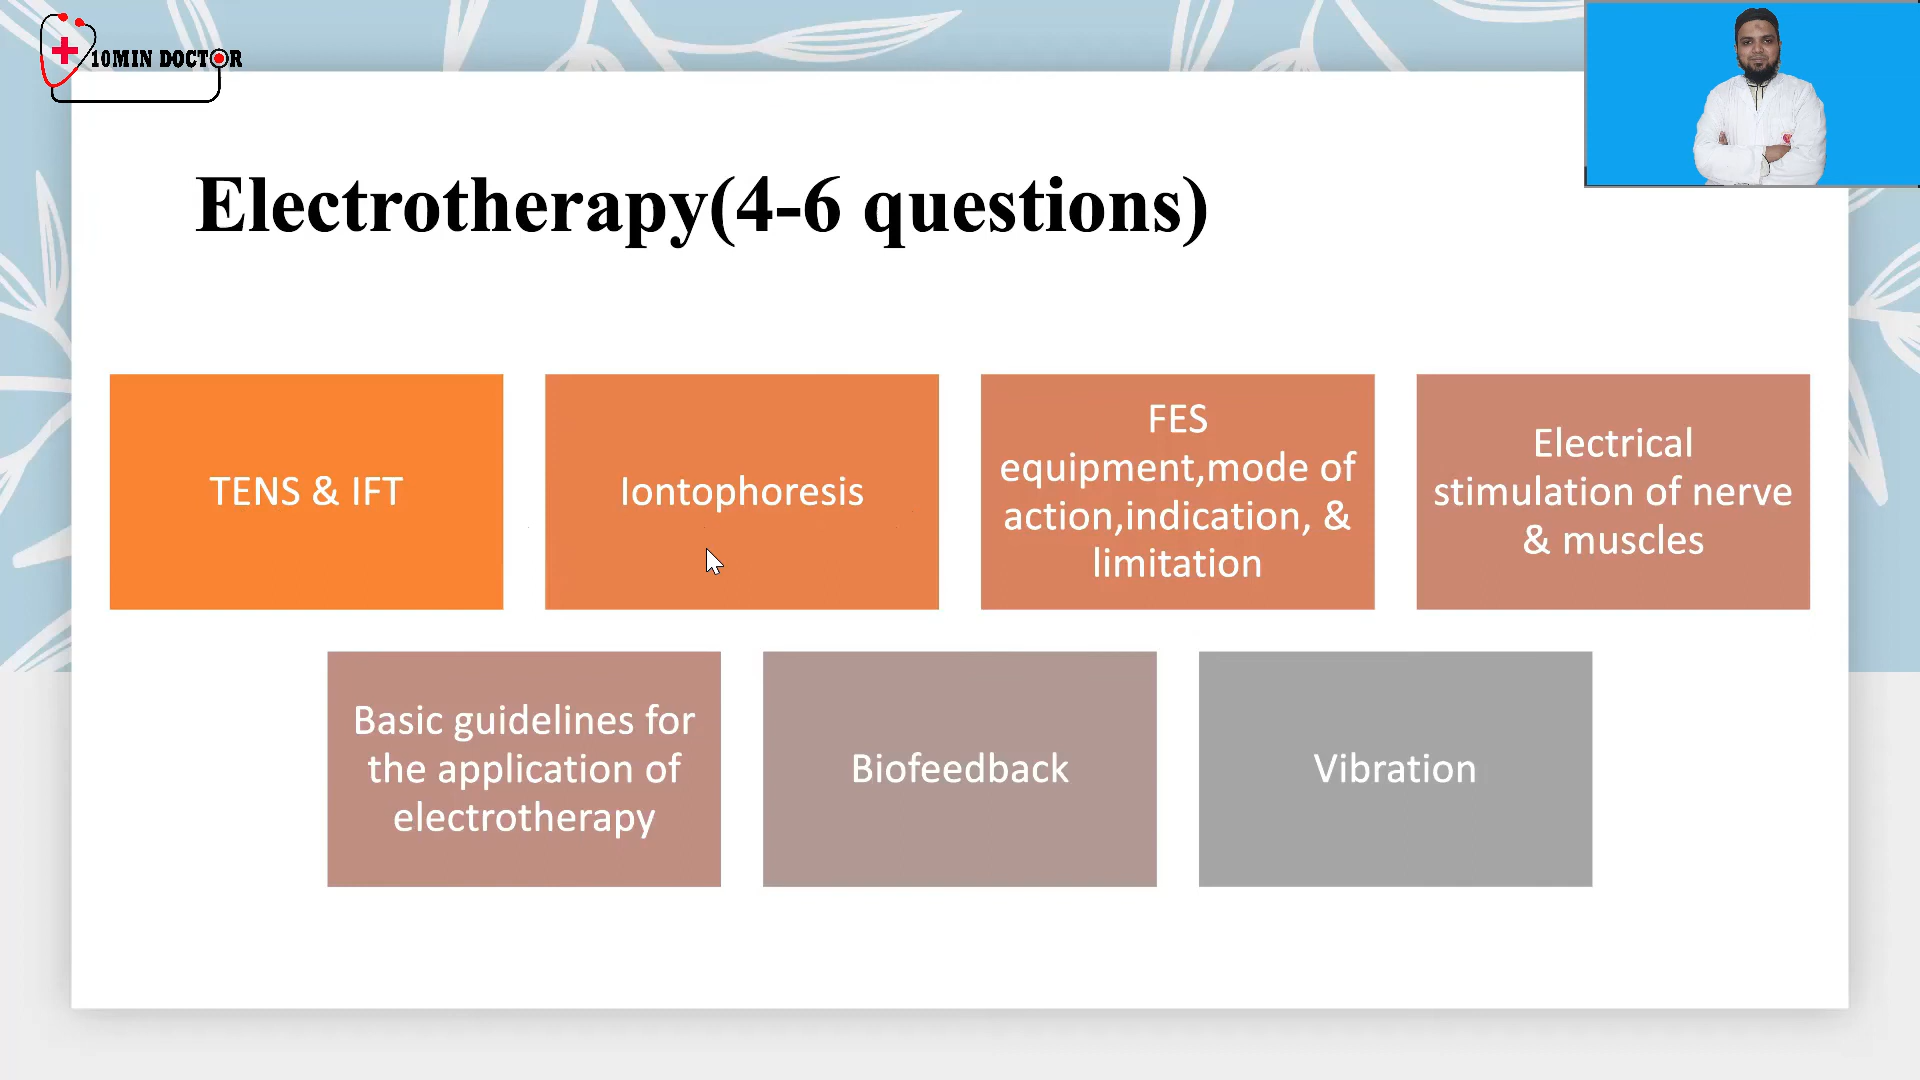 10MIN DOCTOR
Electrotherapy(4-6 questions)
TENS & IFT
Iontophoresis
FES
equipment,mode of
action,indication, &
limitation
Electrical
stimulation of nerve
& muscles
Basic guidelines for
the application of
electrotherapy
Biofeedback
Vibration